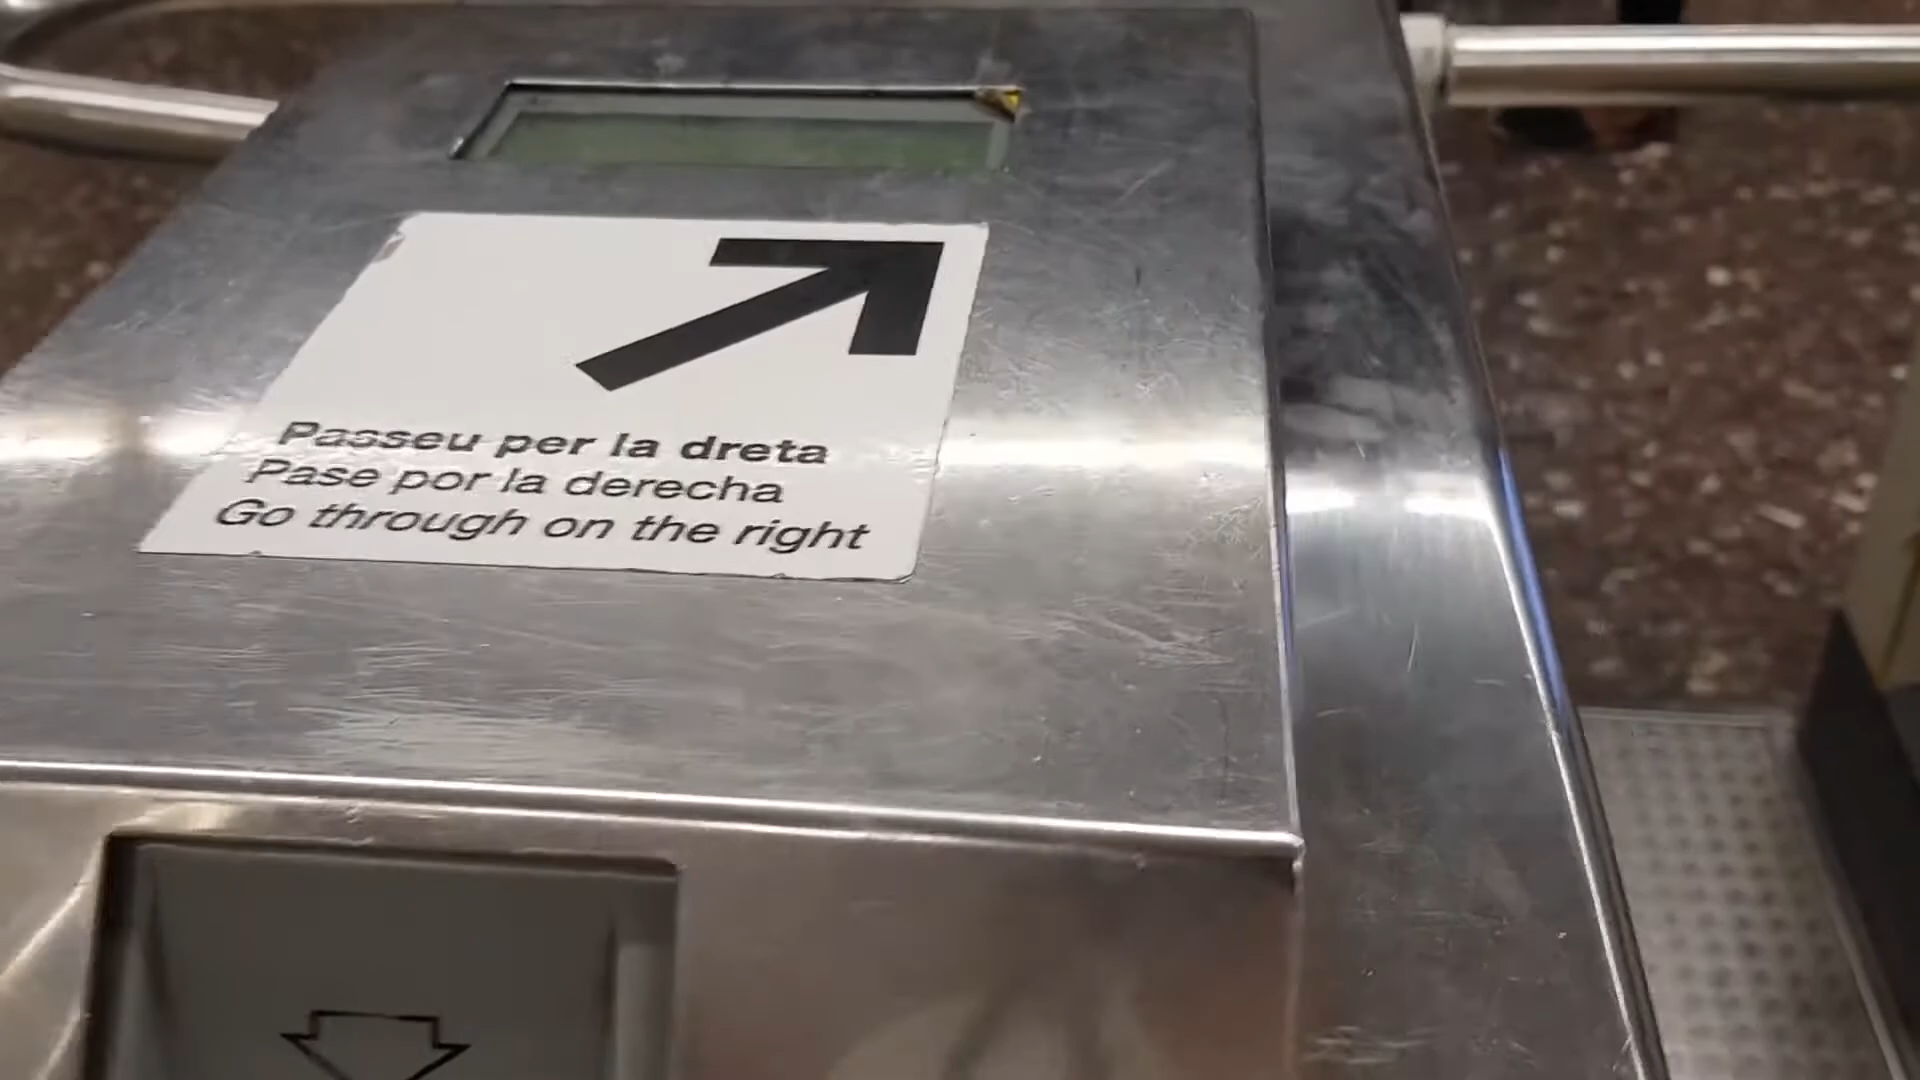 Passeu per la dreta
Pase por la derecha
Go through on the right